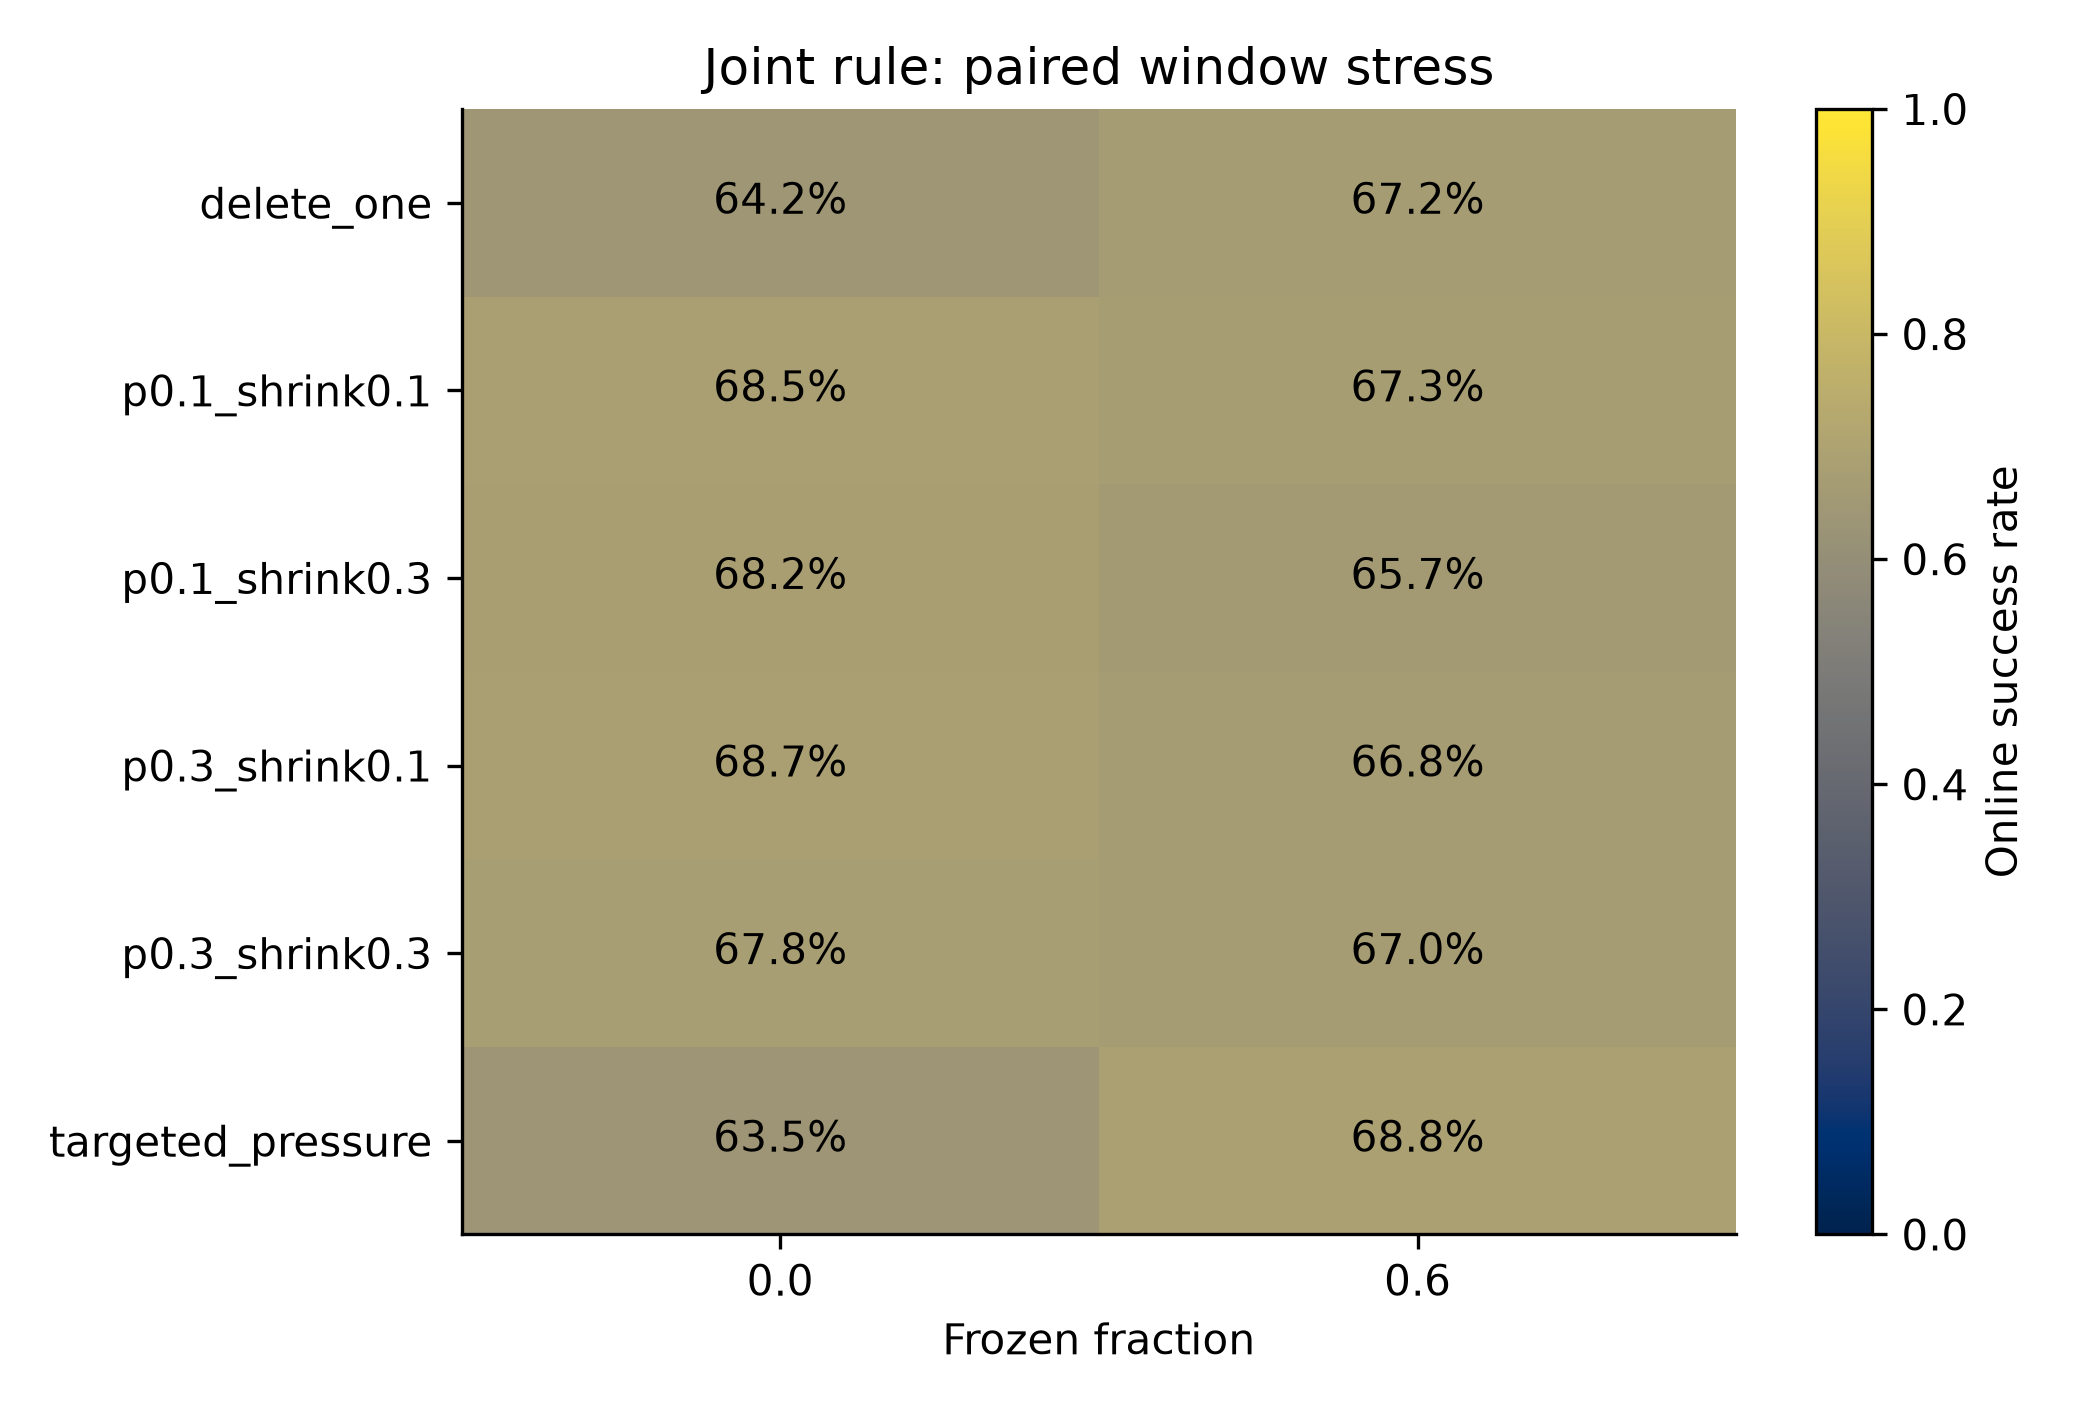 Joint rule: paired window stress
delete_one 64.2% 67.2%
p0.1_shrink0.1 68.5% 67.3%
p0.1_shrink0.3 68.2% 65.7%
p0.3_shrink0.1 68.7% 66.8%
p0.3_shrink0.3 67.8% 67.0%
targeted_pressure 63.5% 68.8%
0.0 0.6
Frozen fraction
1.0
0.8
0.6
0.4
0.2
0.0
Online success rate